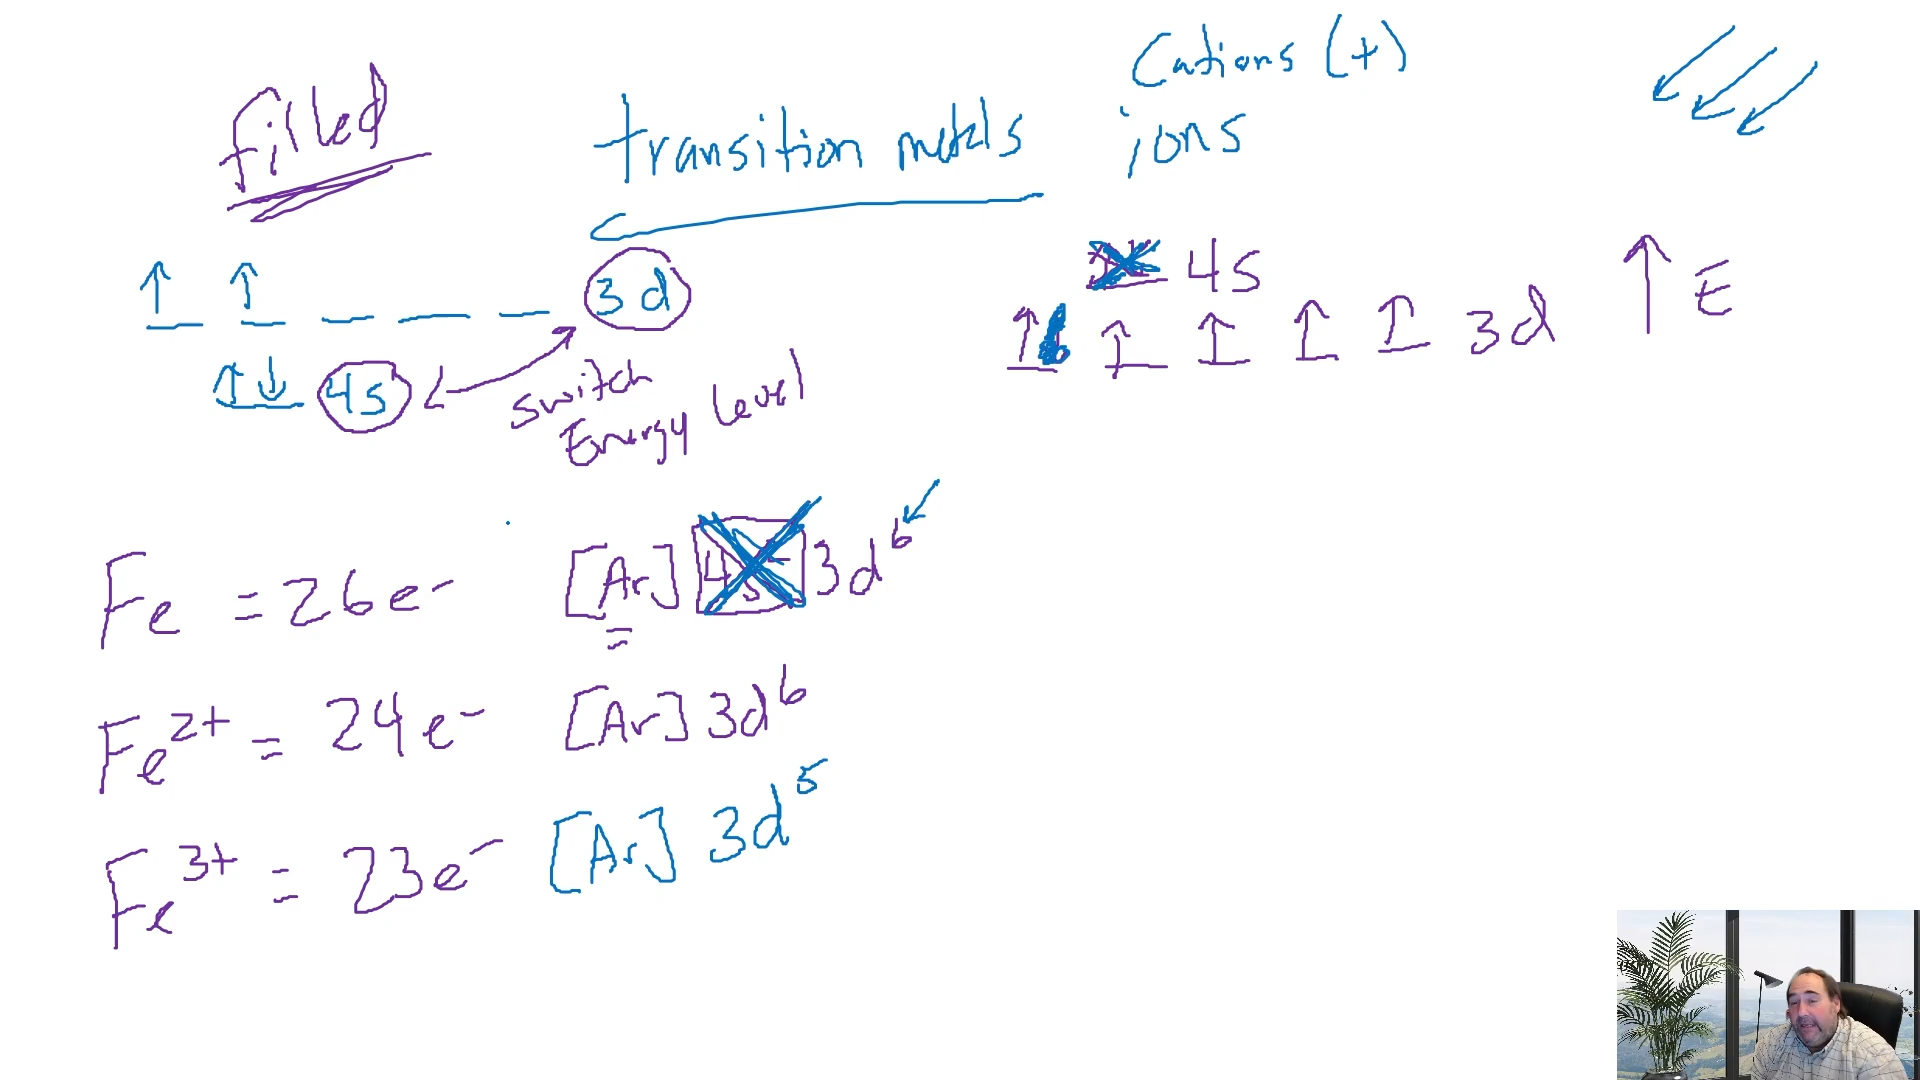 Cations (+)
filled
transition metals
ions
3d
4s
E
3d
4s
switch
Energy level
Fe = 26e- [Ar] 4s 3d6
Fe2+ = 24e- [Ar] 3d6
Fe3+ = 23e- [Ar] 3d5